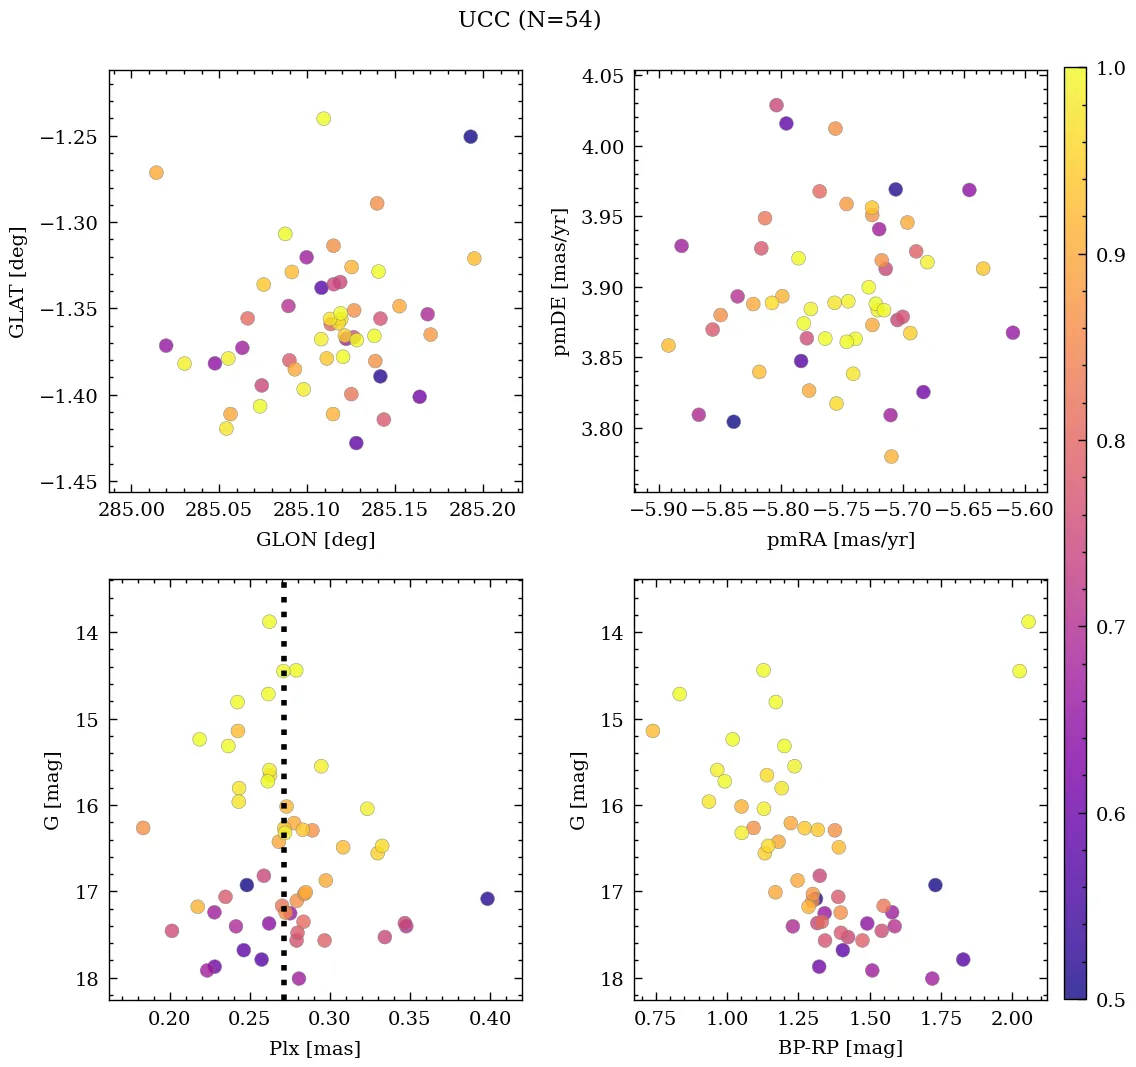 UCC (N=54)
−1.25
−1.30
−1.35
−1.40
−1.45
GLAT [deg]
285.00 285.05 285.10 285.15 285.20
GLON [deg]
4.05
4.00
3.95
3.90
3.85
3.80
pmDE [mas/yr]
−5.90 −5.85 −5.80 −5.75 −5.70 −5.65 −5.60
pmRA [mas/yr]
14
15
16
17
18
G [mag]
0.20 0.25 0.30 0.35 0.40
Plx [mas]
14
15
16
17
18
G [mag]
0.75 1.00 1.25 1.50 1.75 2.00
BP-RP [mag]
1.0
0.9
0.8
0.7
0.6
0.5